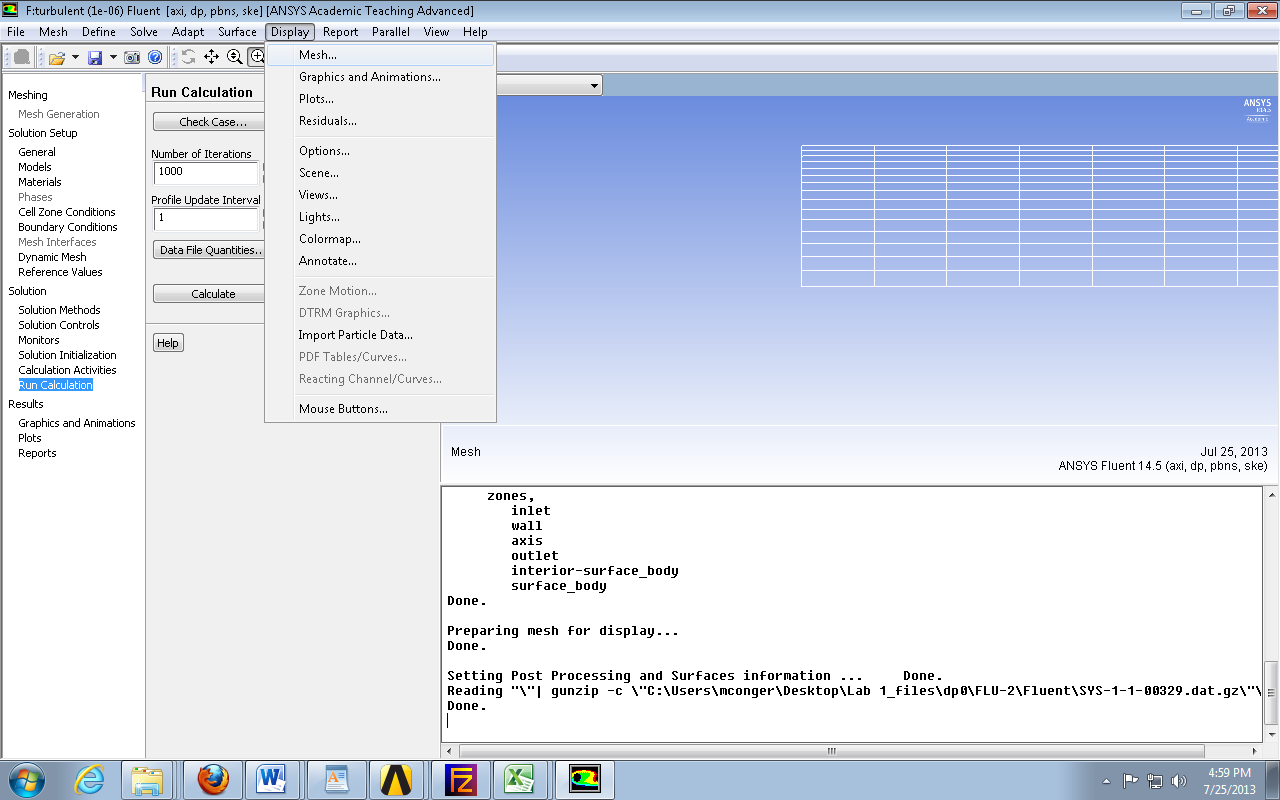 F:turbulent (1e-06) Fluent  [axi, dp, pbns, ske] [ANSYS Academic Teaching Advanced]
File Mesh Define Solve Adapt Surface Display Report Parallel View Help
Meshing
Mesh Generation
Solution Setup
General
Models
Materials
Phases
Cell Zone Conditions
Boundary Conditions
Mesh Interfaces
Dynamic Mesh
Reference Values
Solution
Solution Methods
Solution Controls
Monitors
Solution Initialization
Calculation Activities
Run Calculation
Results
Graphics and Animations
Plots
Reports
Run Calculation
Check Case...
Number of Iterations
1000
Profile Update Interval
1
Data File Quantities..
Calculate
Help
Mesh...
Graphics and Animations...
Plots...
Residuals...
Options...
Scene...
Views...
Lights...
Colormap...
Annotate...
Zone Motion...
DTRM Graphics...
Import Particle Data...
PDF Tables/Curves...
Reacting Channel/Curves...
Mouse Buttons...
ANSYS
Academic
Mesh
Jul 25, 2013
ANSYS Fluent 14.5 (axi, dp, pbns, ske)
zones,
inlet
wall
axis
outlet
interior-surface_body
surface_body
Done.
Preparing mesh for display...
Done.
Setting Post Processing and Surfaces information ...     Done.
Reading "\"| gunzip -c \"C:\Users\mconger\Desktop\Lab 1_files\dp0\FLU-2\Fluent\SYS-1-1-00329.dat.gz\"\
Done.
4:59 PM
7/25/2013